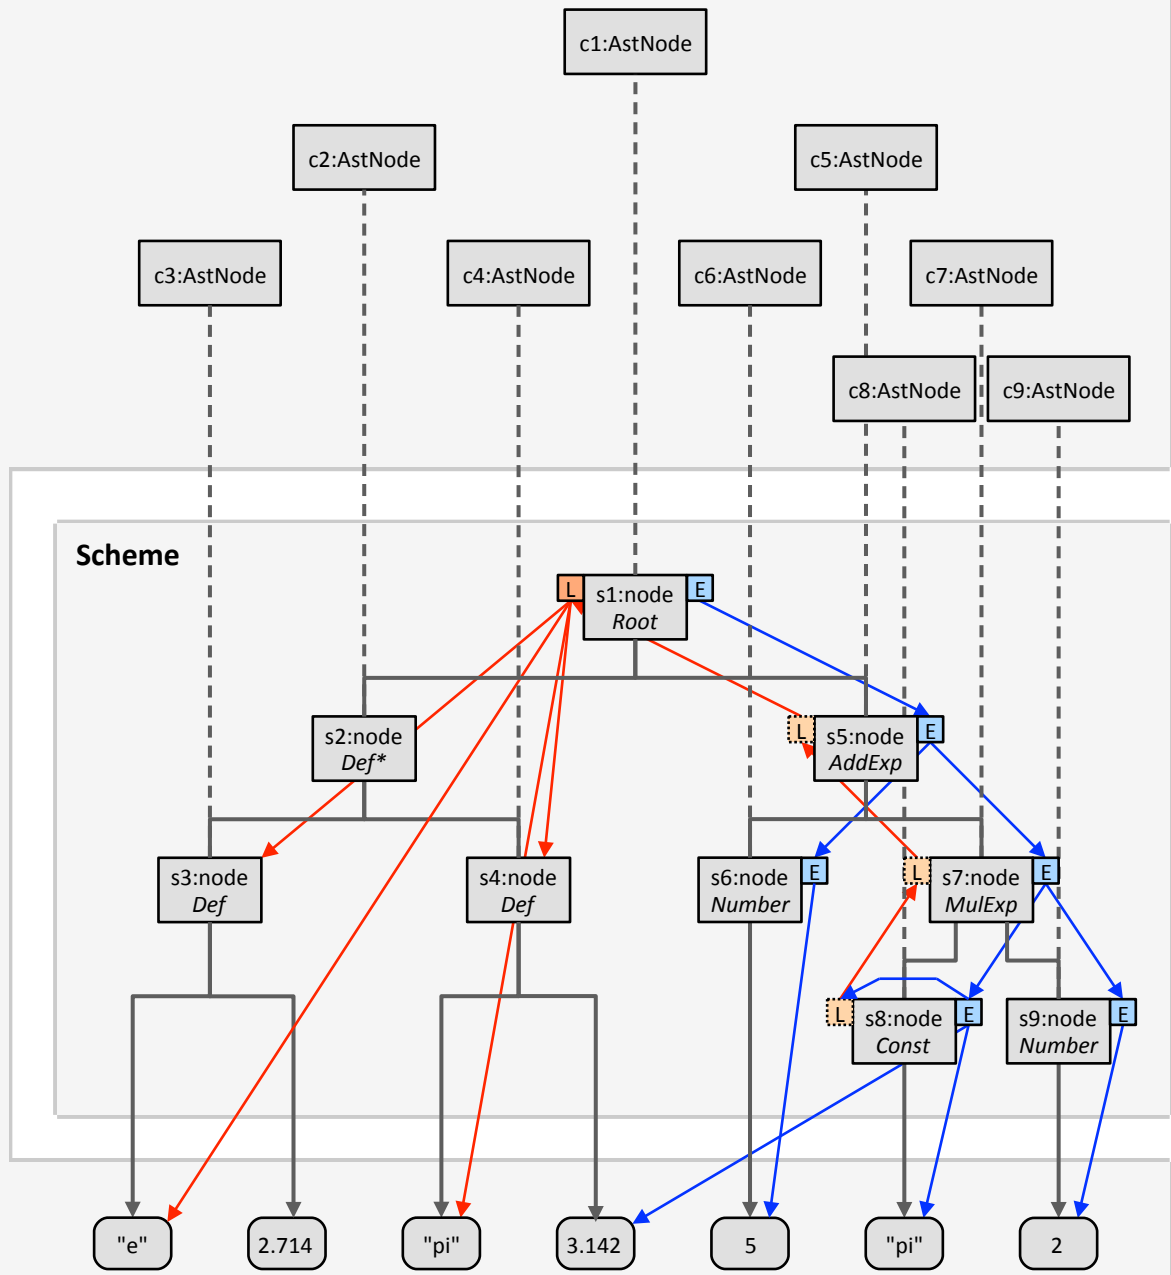 c1:AstNode
c2:AstNode
c5:AstNode
c3:AstNode
c4:AstNode
c6:AstNode
c7:AstNode
c8:AstNode
c9:AstNode
Scheme
L
s1:node
Root
E
s2:node
Def*
L
s5:node
AddExp
E
s3:node
Def
s4:node
Def
s6:node
Number
E
L
s7:node
MulExp
E
L
s8:node
Const
E
s9:node
Number
E
"e"
2.714
"pi"
3.142
5
"pi"
2